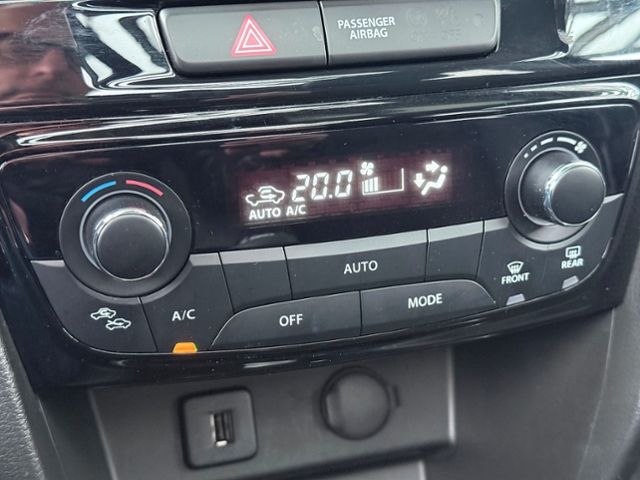 PASSENGER
AIRBAG
20.0
AUTO A/C
AUTO
A/C
OFF
MODE
FRONT
REAR